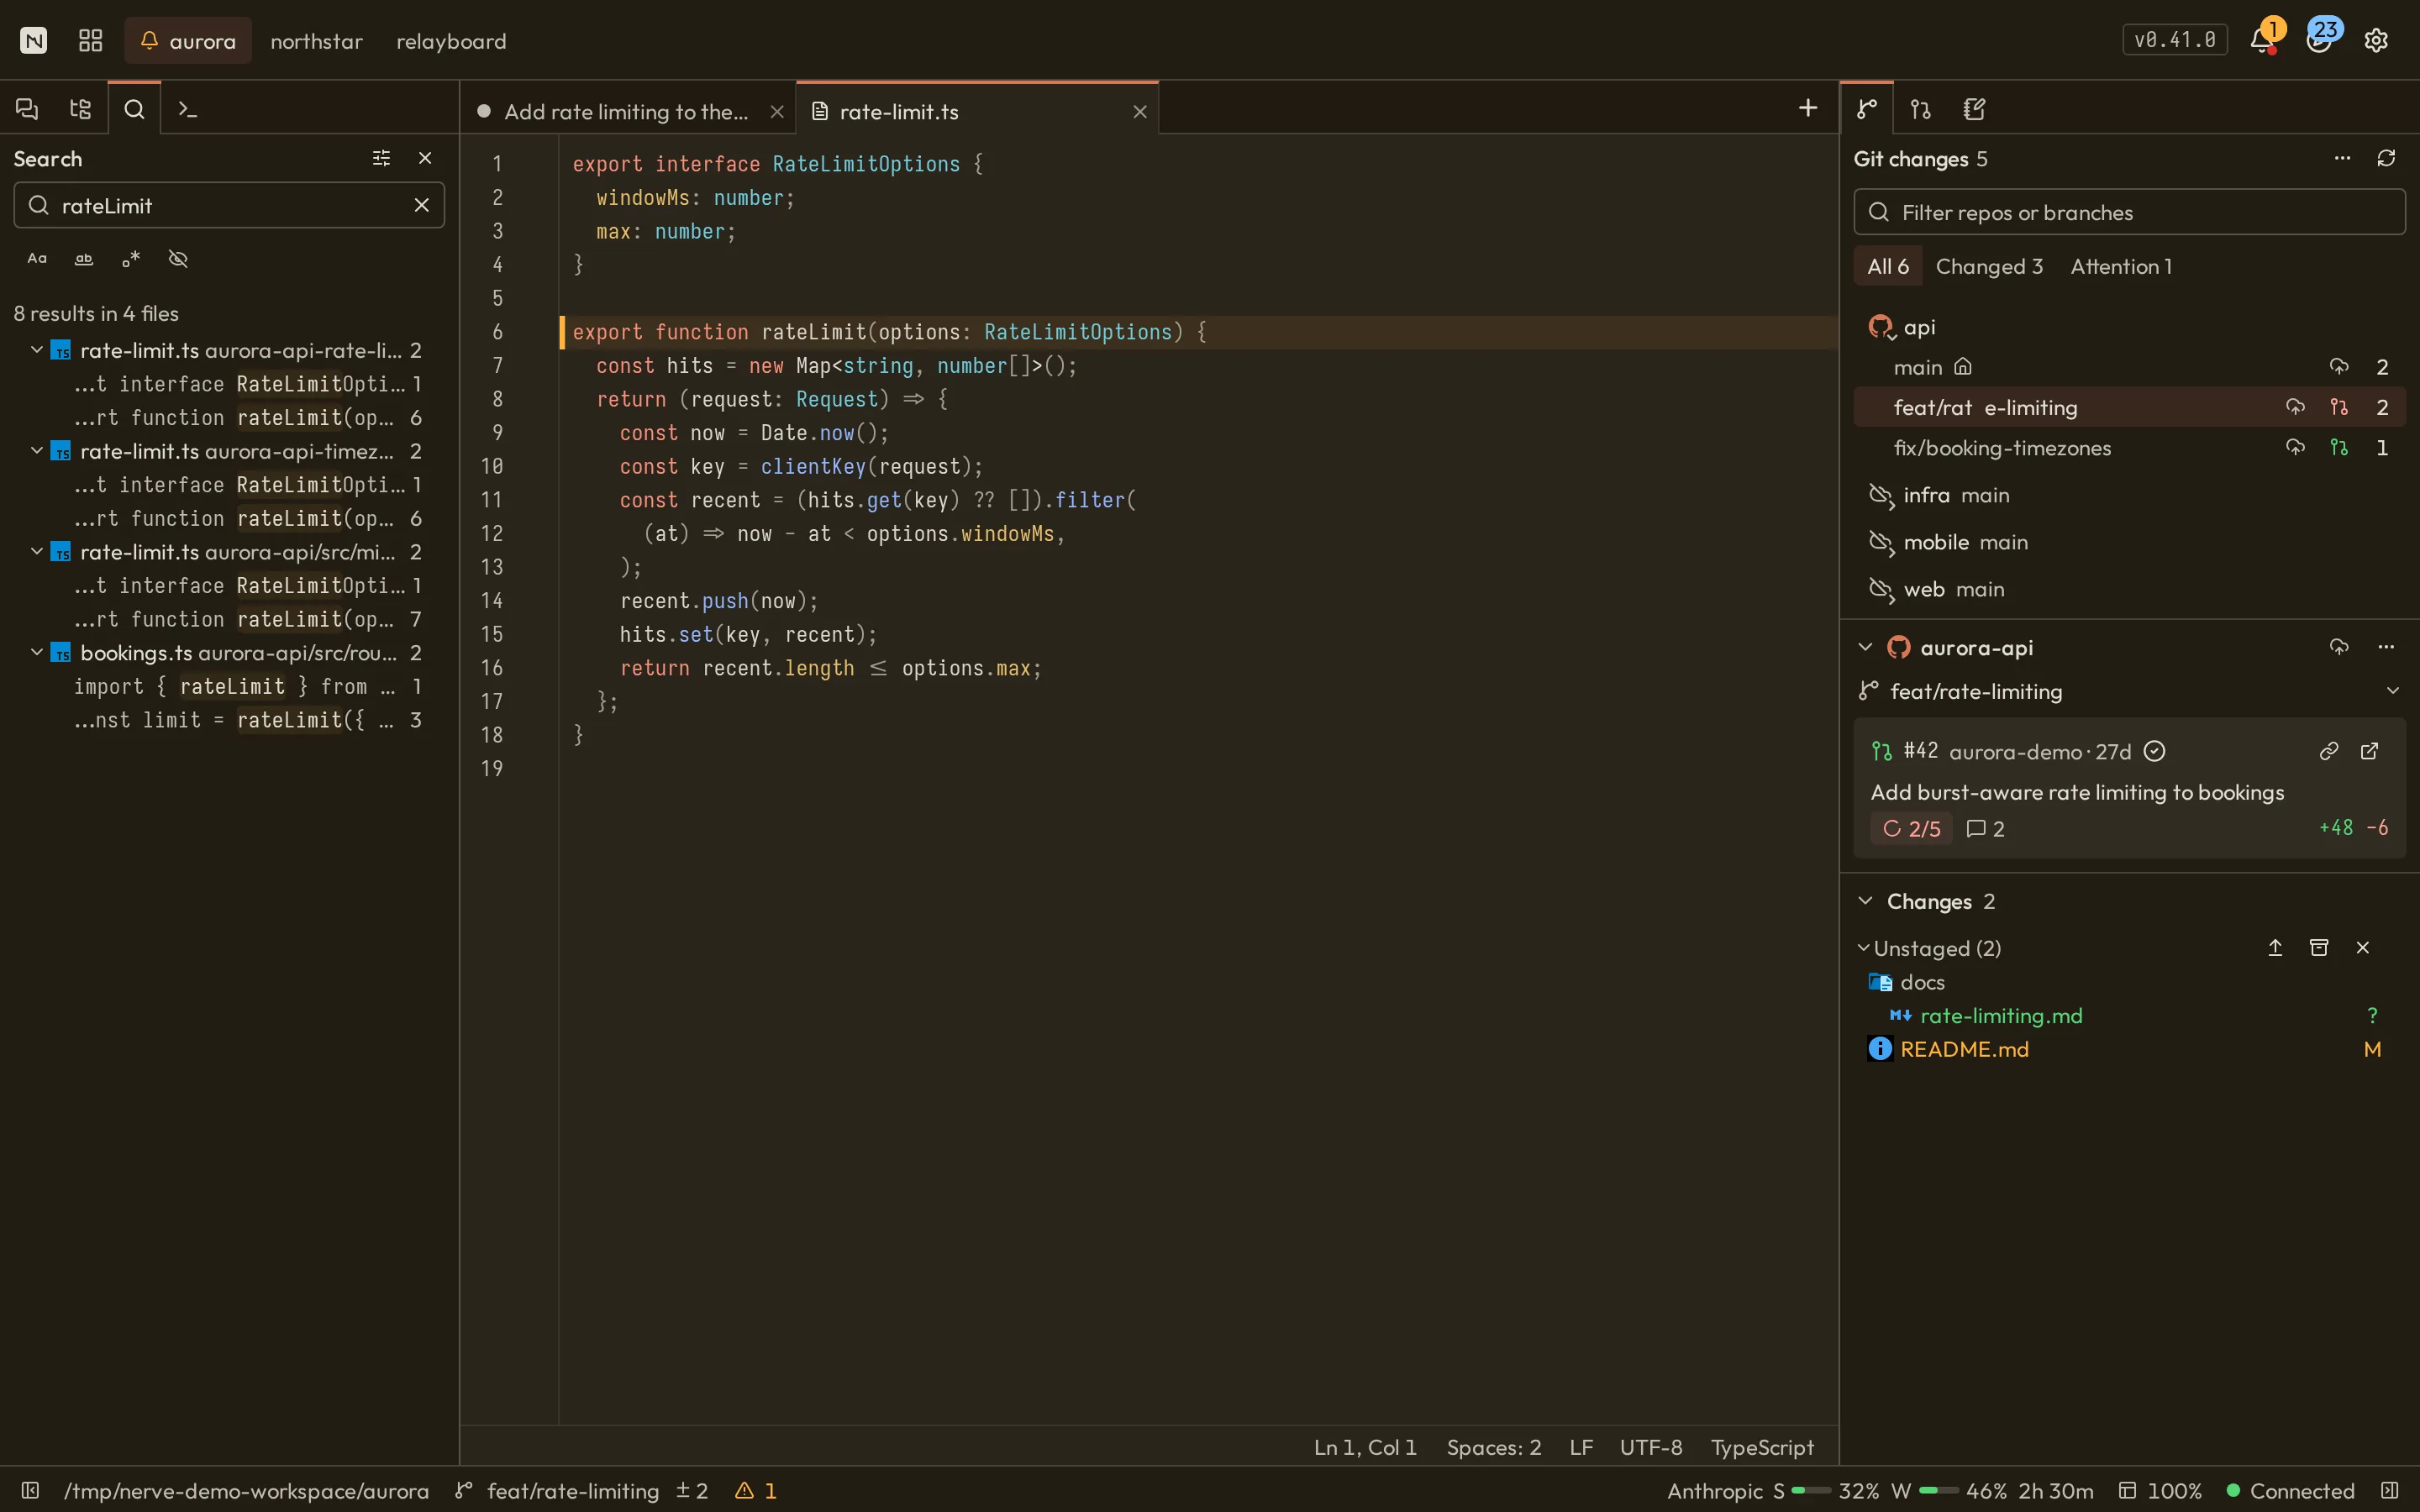 aurora northstar relayboard v0.41.0 1 23
Search
rateLimit
Aa ab .*
8 results in 4 files
rate-limit.ts aurora-api-rate-li... 2
...t interface RateLimitOpti... 1
...rt function rateLimit(op... 6
rate-limit.ts aurora-api-timez... 2
...t interface RateLimitOpti... 1
...rt function rateLimit(op... 6
rate-limit.ts aurora-api/src/mi... 2
...t interface RateLimitOpti... 1
...rt function rateLimit(op... 7
bookings.ts aurora-api/src/rou... 2
import { rateLimit } from ... 1
...nst limit = rateLimit({ ... 3
Add rate limiting to the... rate-limit.ts
1 export interface RateLimitOptions {
2 windowMs: number;
3 max: number;
4 }
5
6 export function rateLimit(options: RateLimitOptions) {
7 const hits = new Map<string, number[]>();
8 return (request: Request) => {
9 const now = Date.now();
10 const key = clientKey(request);
11 const recent = (hits.get(key) ?? []).filter(
12 (at) => now - at < options.windowMs,
13 );
14 recent.push(now);
15 hits.set(key, recent);
16 return recent.length <= options.max;
17 };
18 }
19
Ln 1, Col 1 Spaces: 2 LF UTF-8 TypeScript
Git changes 5
Filter repos or branches
All 6 Changed 3 Attention 1
api
main 2
feat/rat e-limiting 2
fix/booking-timezones 1
infra main
mobile main
web main
aurora-api
feat/rate-limiting
#42 aurora-demo · 27d
Add burst-aware rate limiting to bookings
2/5 2 +48 -6
Changes 2
Unstaged (2)
docs
rate-limiting.md ?
README.md M
/tmp/nerve-demo-workspace/aurora feat/rate-limiting ± 2 1
Anthropic S 32% W 46% 2h 30m 100% Connected